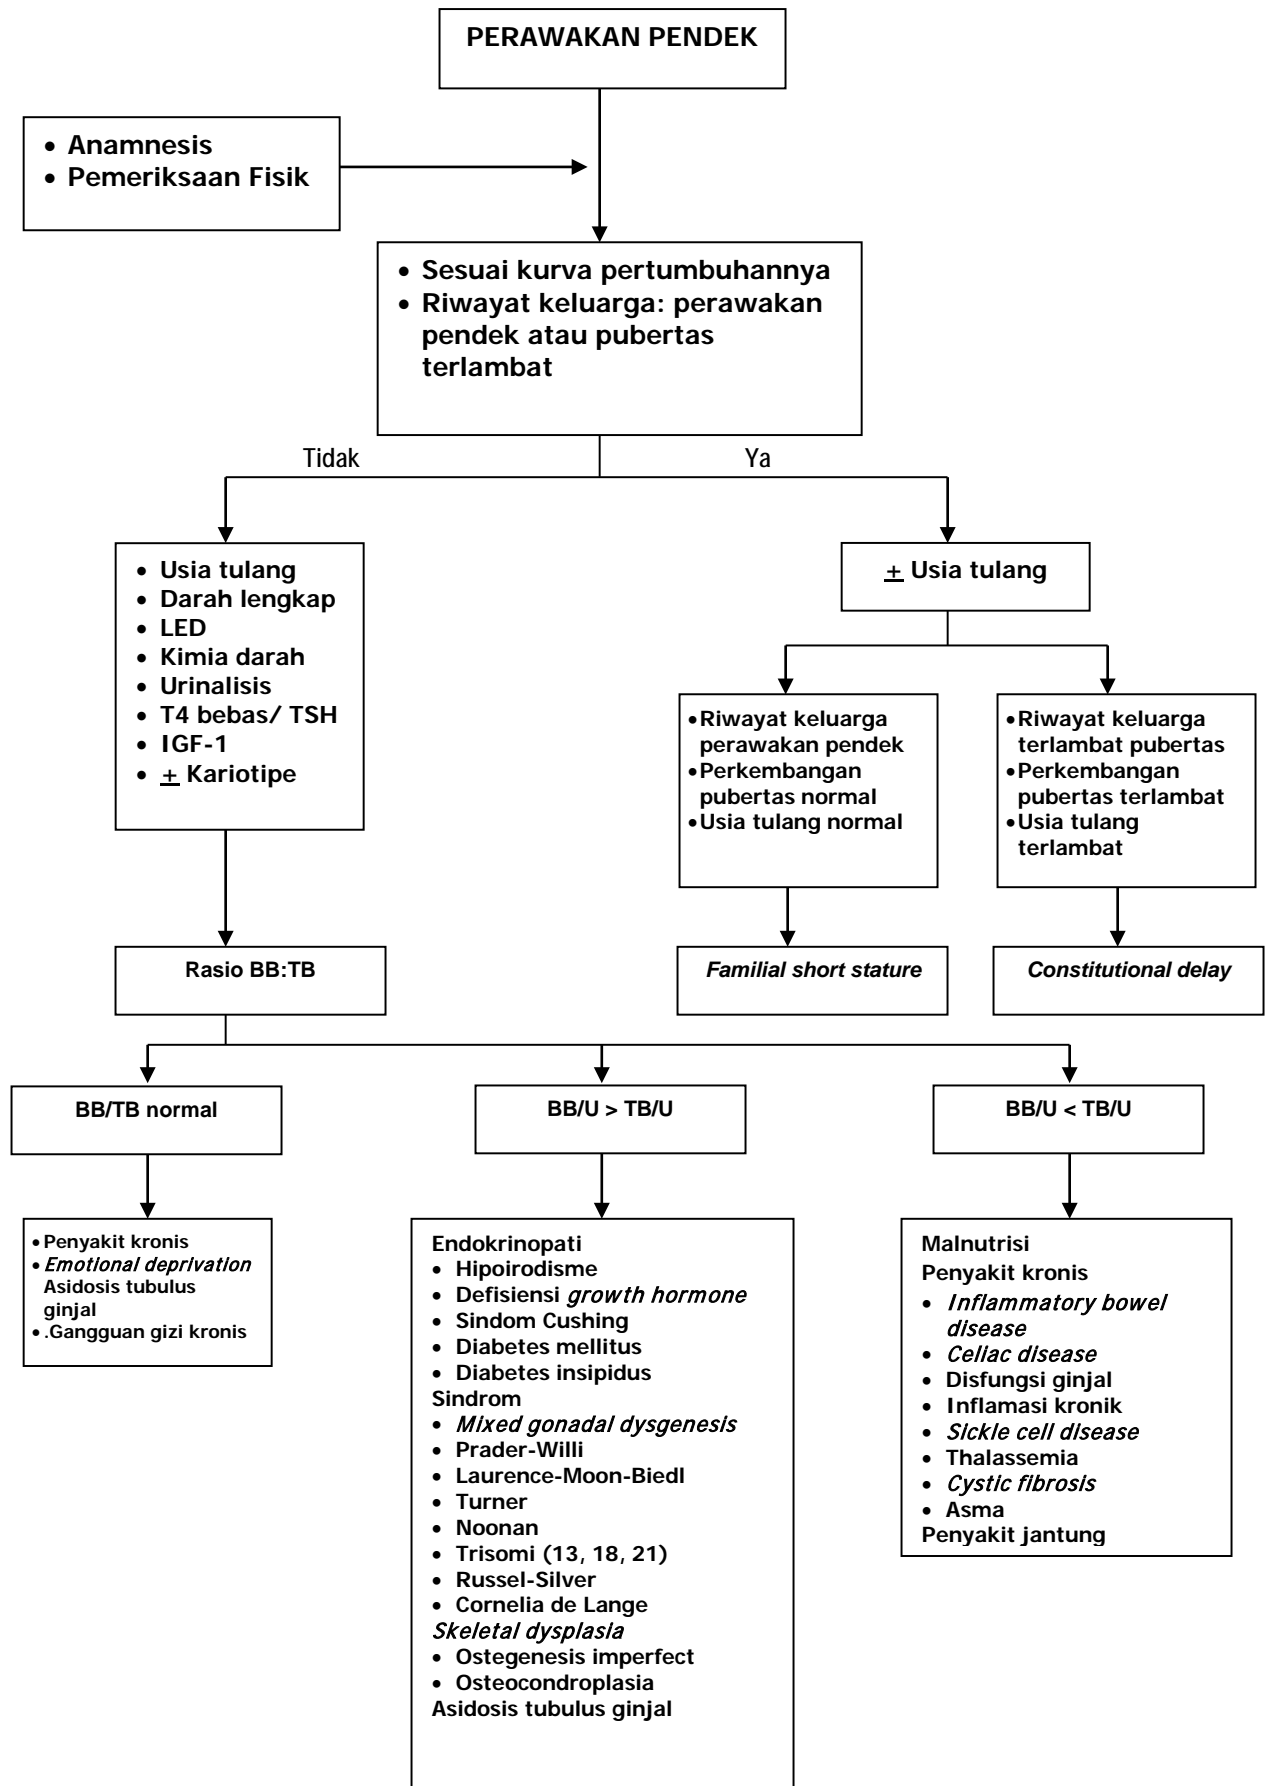 PERAWAKAN PENDEK
• Anamnesis
• Pemeriksaan Fisik
• Sesuai kurva pertumbuhannya
• Riwayat keluarga: perawakan
pendek atau pubertas
terlambat
Tidak
Ya
• Usia tulang
• Darah lengkap
• LED
• Kimia darah
• Urinalisis
• T4 bebas/ TSH
• IGF-1
• ± Kariotipe
± Usia tulang
• Riwayat keluarga
perawakan pendek
• Perkembangan
pubertas normal
• Usia tulang normal
• Riwayat keluarga
terlambat pubertas
• Perkembangan
pubertas terlambat
• Usia tulang
terlambat
Rasio BB:TB
Familial short stature
Constitutional delay
BB/TB normal
BB/U > TB/U
BB/U < TB/U
• Penyakit kronis
• Emotional deprivation
Asidosis tubulus
ginjal
• .Gangguan gizi kronis
Endokrinopati
• Hipoirodisme
• Defisiensi growth hormone
• Sindom Cushing
• Diabetes mellitus
• Diabetes insipidus
Sindrom
• Mixed gonadal dysgenesis
• Prader-Willi
• Laurence-Moon-Biedl
• Turner
• Noonan
• Trisomi (13, 18, 21)
• Russel-Silver
• Cornelia de Lange
Skeletal dysplasia
• Ostegenesis imperfect
• Osteocondroplasia
Asidosis tubulus ginjal
Malnutrisi
Penyakit kronis
• Inflammatory bowel
disease
• Celiac disease
• Disfungsi ginjal
• Inflamasi kronik
• Sickle cell disease
• Thalassemia
• Cystic fibrosis
• Asma
Penyakit jantung